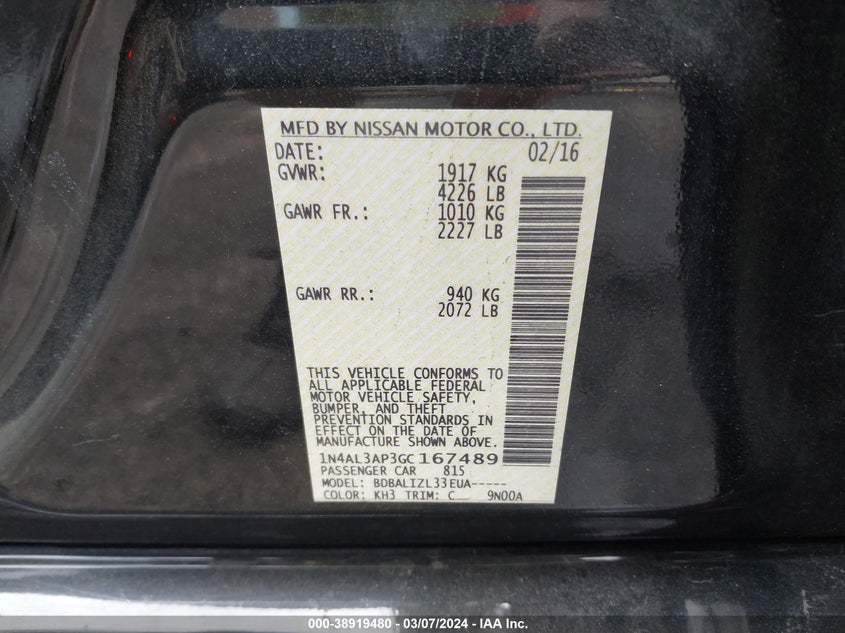 MFD BY NISSAN MOTOR CO., LTD.
DATE: 02/16
GVWR: 1917 KG
4226 LB
GAWR FR.: 1010 KG
2227 LB
GAWR RR.: 940 KG
2072 LB
THIS VEHICLE CONFORMS TO
ALL APPLICABLE FEDERAL
MOTOR VEHICLE SAFETY,
BUMPER, AND THEFT
PREVENTION STANDARDS IN
EFFECT ON THE DATE OF
MANUFACTURE SHOWN ABOVE.
1N4AL3AP3GC167489
PASSENGER CAR 815
MODEL: BDBALIZL33EUA-----
COLOR: KH3 TRIM: C__ 9N00A
000-38919480 - 03/07/2024 - IAA, Inc.